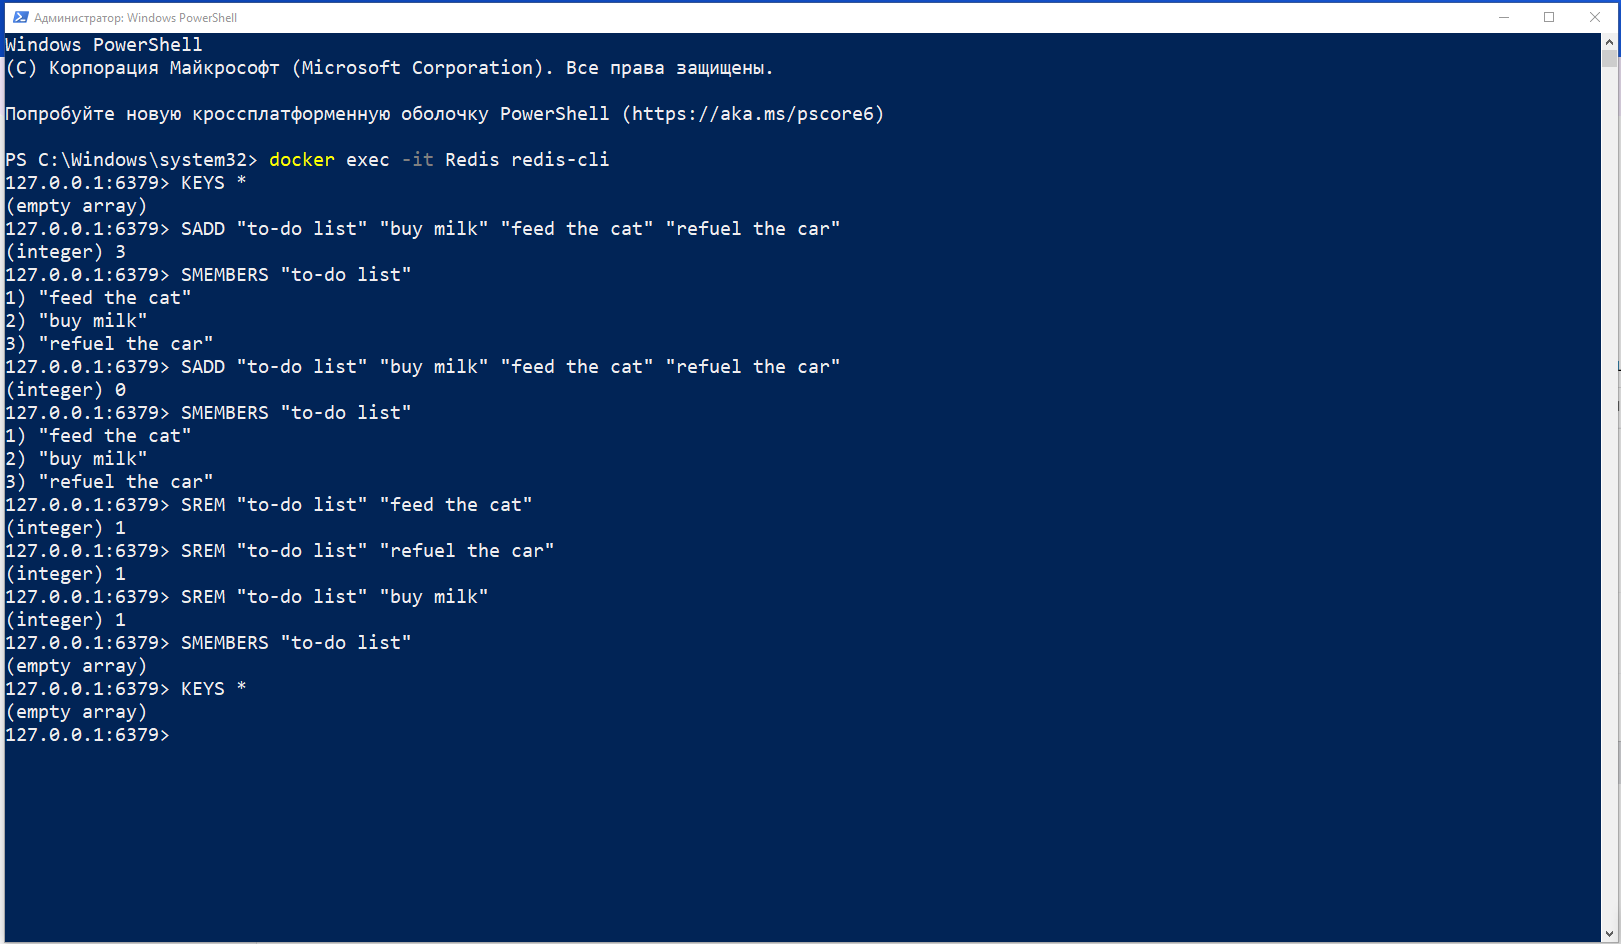 Администратор: Windows PowerShell
Windows PowerShell
(C) Корпорация Майкрософт (Microsoft Corporation). Все права защищены.
Попробуйте новую кроссплатформенную оболочку PowerShell (https://aka.ms/pscore6)
PS C:\Windows\system32> docker exec -it Redis redis-cli
127.0.0.1:6379> KEYS *
(empty array)
127.0.0.1:6379> SADD "to-do list" "buy milk" "feed the cat" "refuel the car"
(integer) 3
127.0.0.1:6379> SMEMBERS "to-do list"
1) "feed the cat"
2) "buy milk"
3) "refuel the car"
127.0.0.1:6379> SADD "to-do list" "buy milk" "feed the cat" "refuel the car"
(integer) 0
127.0.0.1:6379> SMEMBERS "to-do list"
1) "feed the cat"
2) "buy milk"
3) "refuel the car"
127.0.0.1:6379> SREM "to-do list" "feed the cat"
(integer) 1
127.0.0.1:6379> SREM "to-do list" "refuel the car"
(integer) 1
127.0.0.1:6379> SREM "to-do list" "buy milk"
(integer) 1
127.0.0.1:6379> SMEMBERS "to-do list"
(empty array)
127.0.0.1:6379> KEYS *
(empty array)
127.0.0.1:6379>